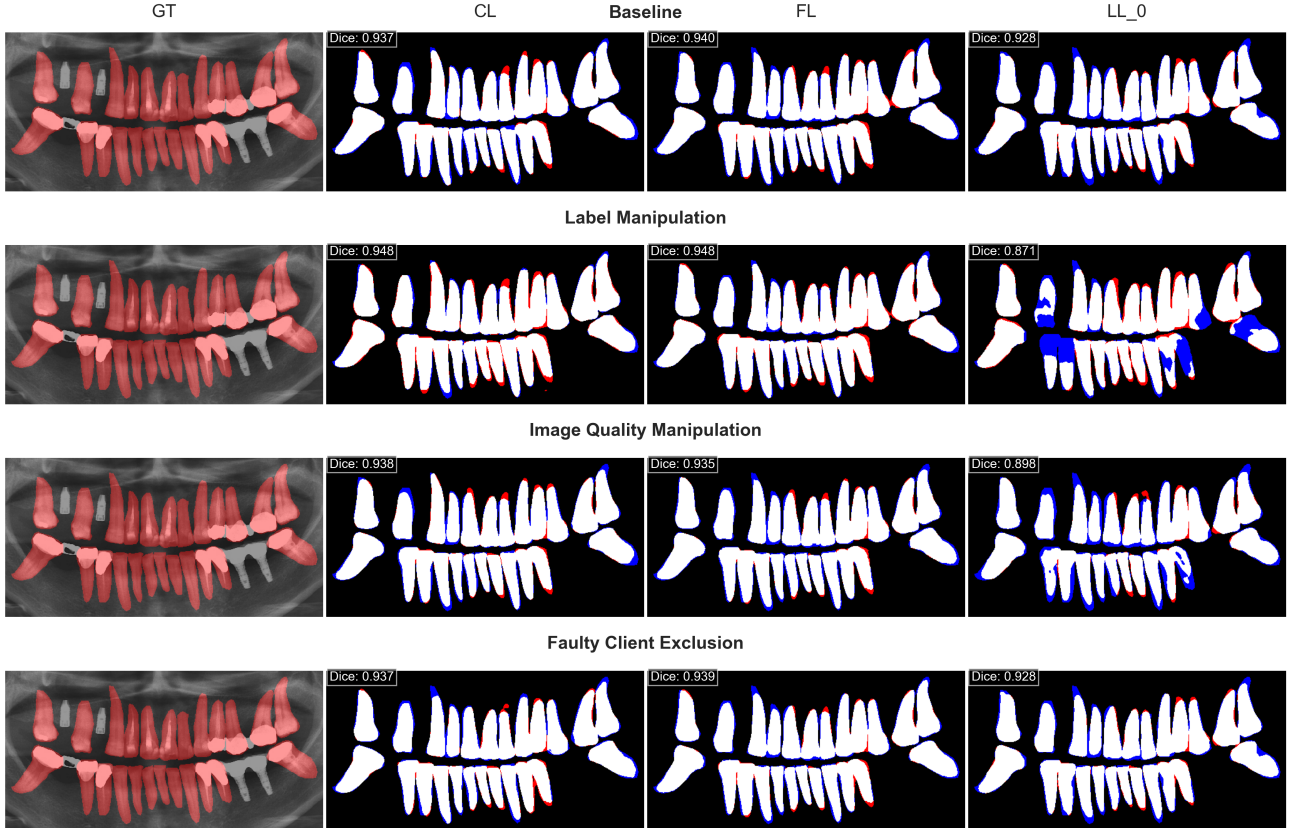 GT CL Baseline FL LL_0
Dice: 0.937 Dice: 0.940 Dice: 0.928
Label Manipulation
Dice: 0.948 Dice: 0.948 Dice: 0.871
Image Quality Manipulation
Dice: 0.938 Dice: 0.935 Dice: 0.898
Faulty Client Exclusion
Dice: 0.937 Dice: 0.939 Dice: 0.928